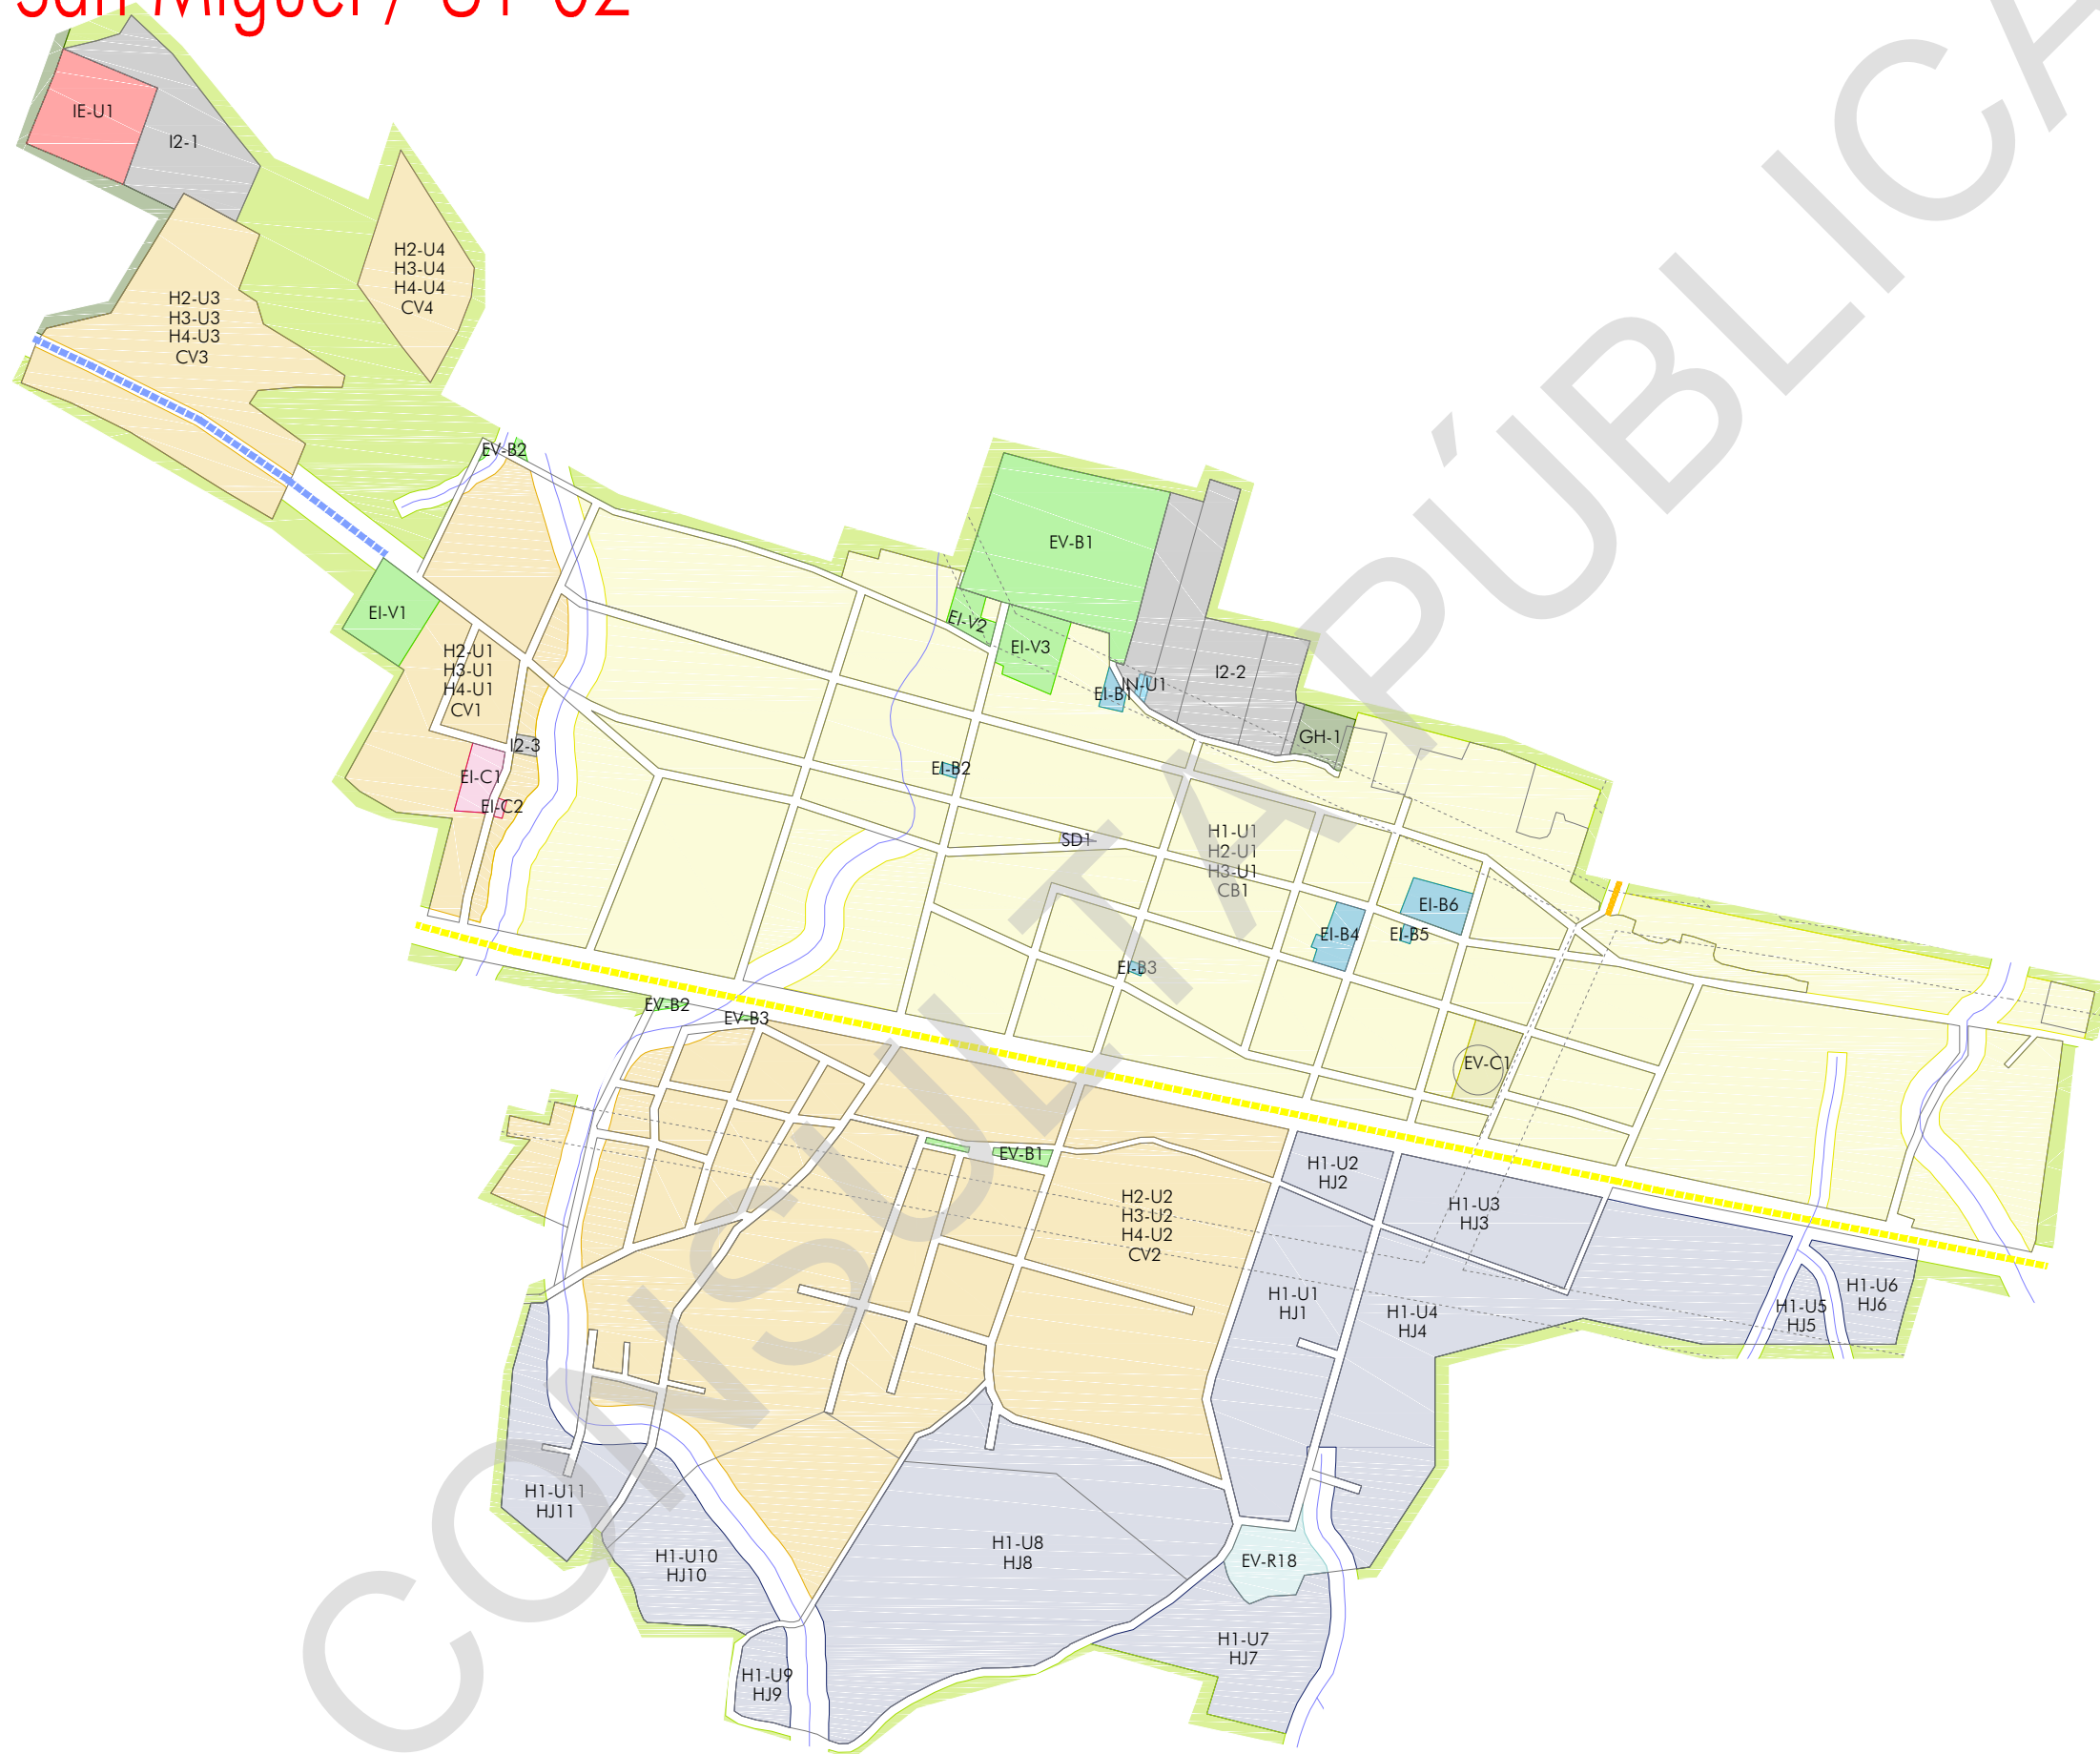 San Miguel / UT-02
IE-U1
I2-1
H2-U4
H3-U4
H4-U4
CV4
H2-U3
H3-U3
H4-U3
CV3
EV-B2
EV-B1
EI-V1
EI-V2
EI-V3
H2-U1
H3-U1
H4-U1
CV1
I2-2
IN-U1
EI-B1
GH-1
I2-3
EI-C1
EI-C2
EI-B2
SD1
H1-U1
H2-U1
H3-U1
CB1
EI-B6
EI-B4
EI-B5
EI-B3
EV-B2
EV-B3
EV-C1
EV-B1
H1-U2
HJ2
H2-U2
H3-U2
H4-U2
CV2
H1-U3
HJ3
H1-U1
HJ1
H1-U4
HJ4
H1-U5
HJ5
H1-U6
HJ6
H1-U11
HJ11
H1-U10
HJ10
H1-U8
HJ8
EV-R18
H1-U7
HJ7
H1-U9
HJ9
CONSULTA PÚBLICA